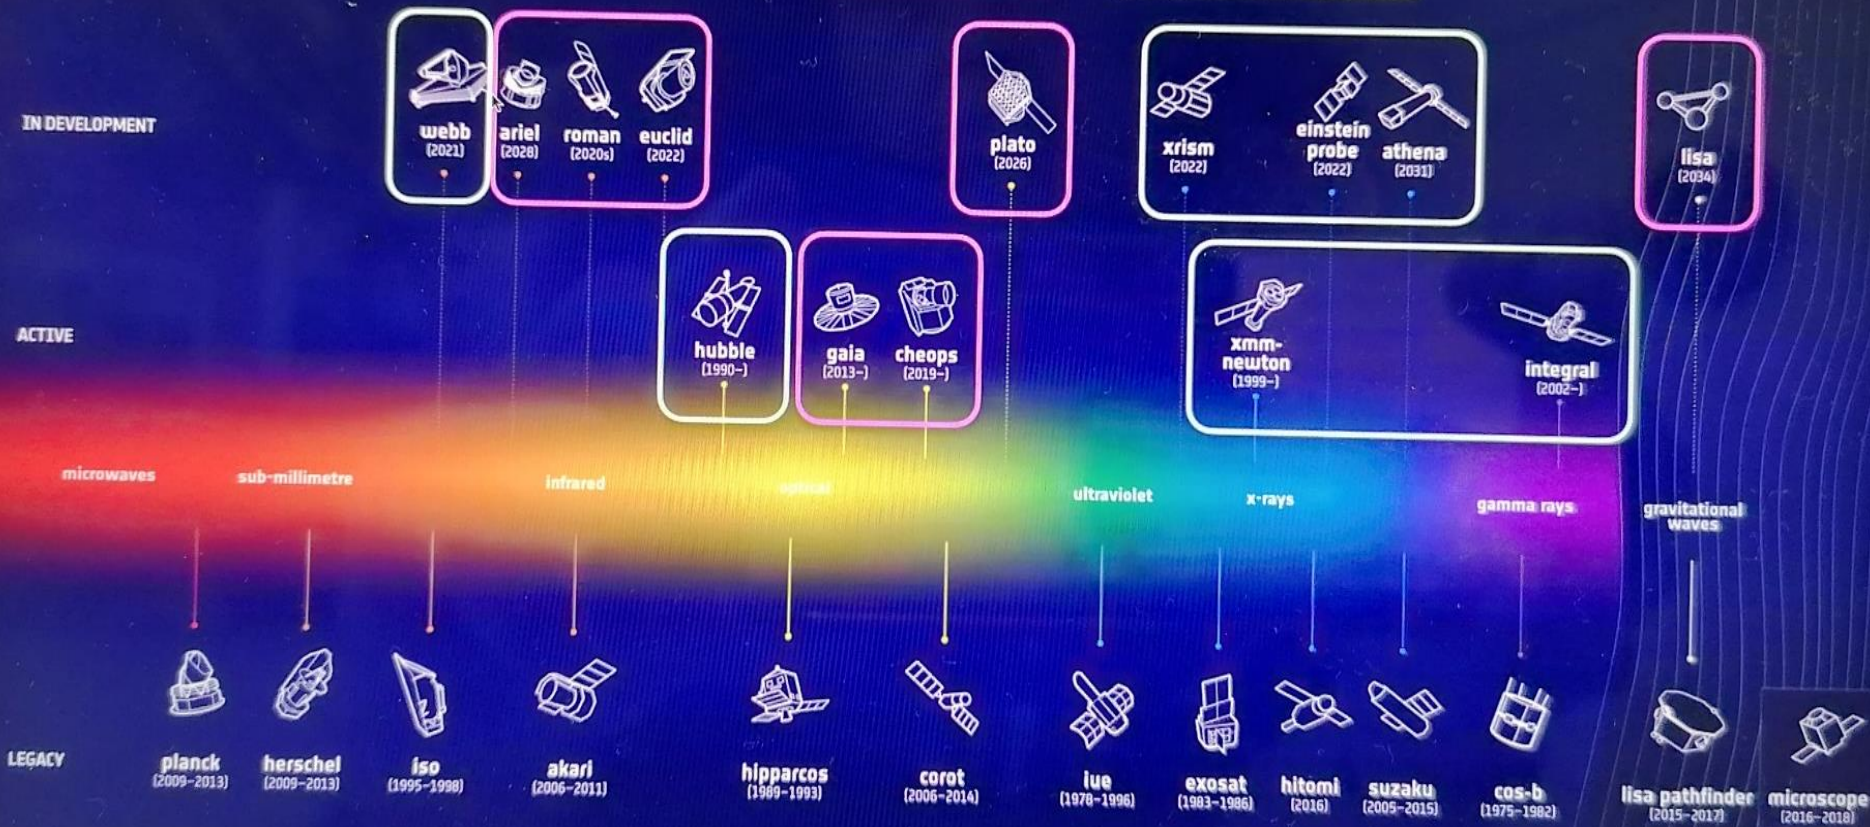 IN DEVELOPMENT
webb
(2021)
ariel
(2028)
roman
(2020s)
euclid
(2022)
plato
(2026)
xrism
(2022)
einstein
probe
(2022)
athena
(2031)
lisa
(2034)
ACTIVE
hubble
(1990-)
gaia
(2013-)
cheops
(2019-)
xmm-
newton
(1999-)
integral
(2002-)
microwaves
sub-millimetre
infrared
optical
ultraviolet
x-rays
gamma rays
gravitational
waves
LEGACY
planck
(2009-2013)
herschel
(2009-2013)
iso
(1995-1998)
akari
(2006-2011)
hipparcos
(1989-1993)
corot
(2006-2014)
iue
(1978-1996)
exosat
(1983-1986)
hitomi
(2016)
suzaku
(2005-2015)
cos-b
(1975-1982)
lisa pathfinder
(2015-2017)
microscope
(2016-2018)